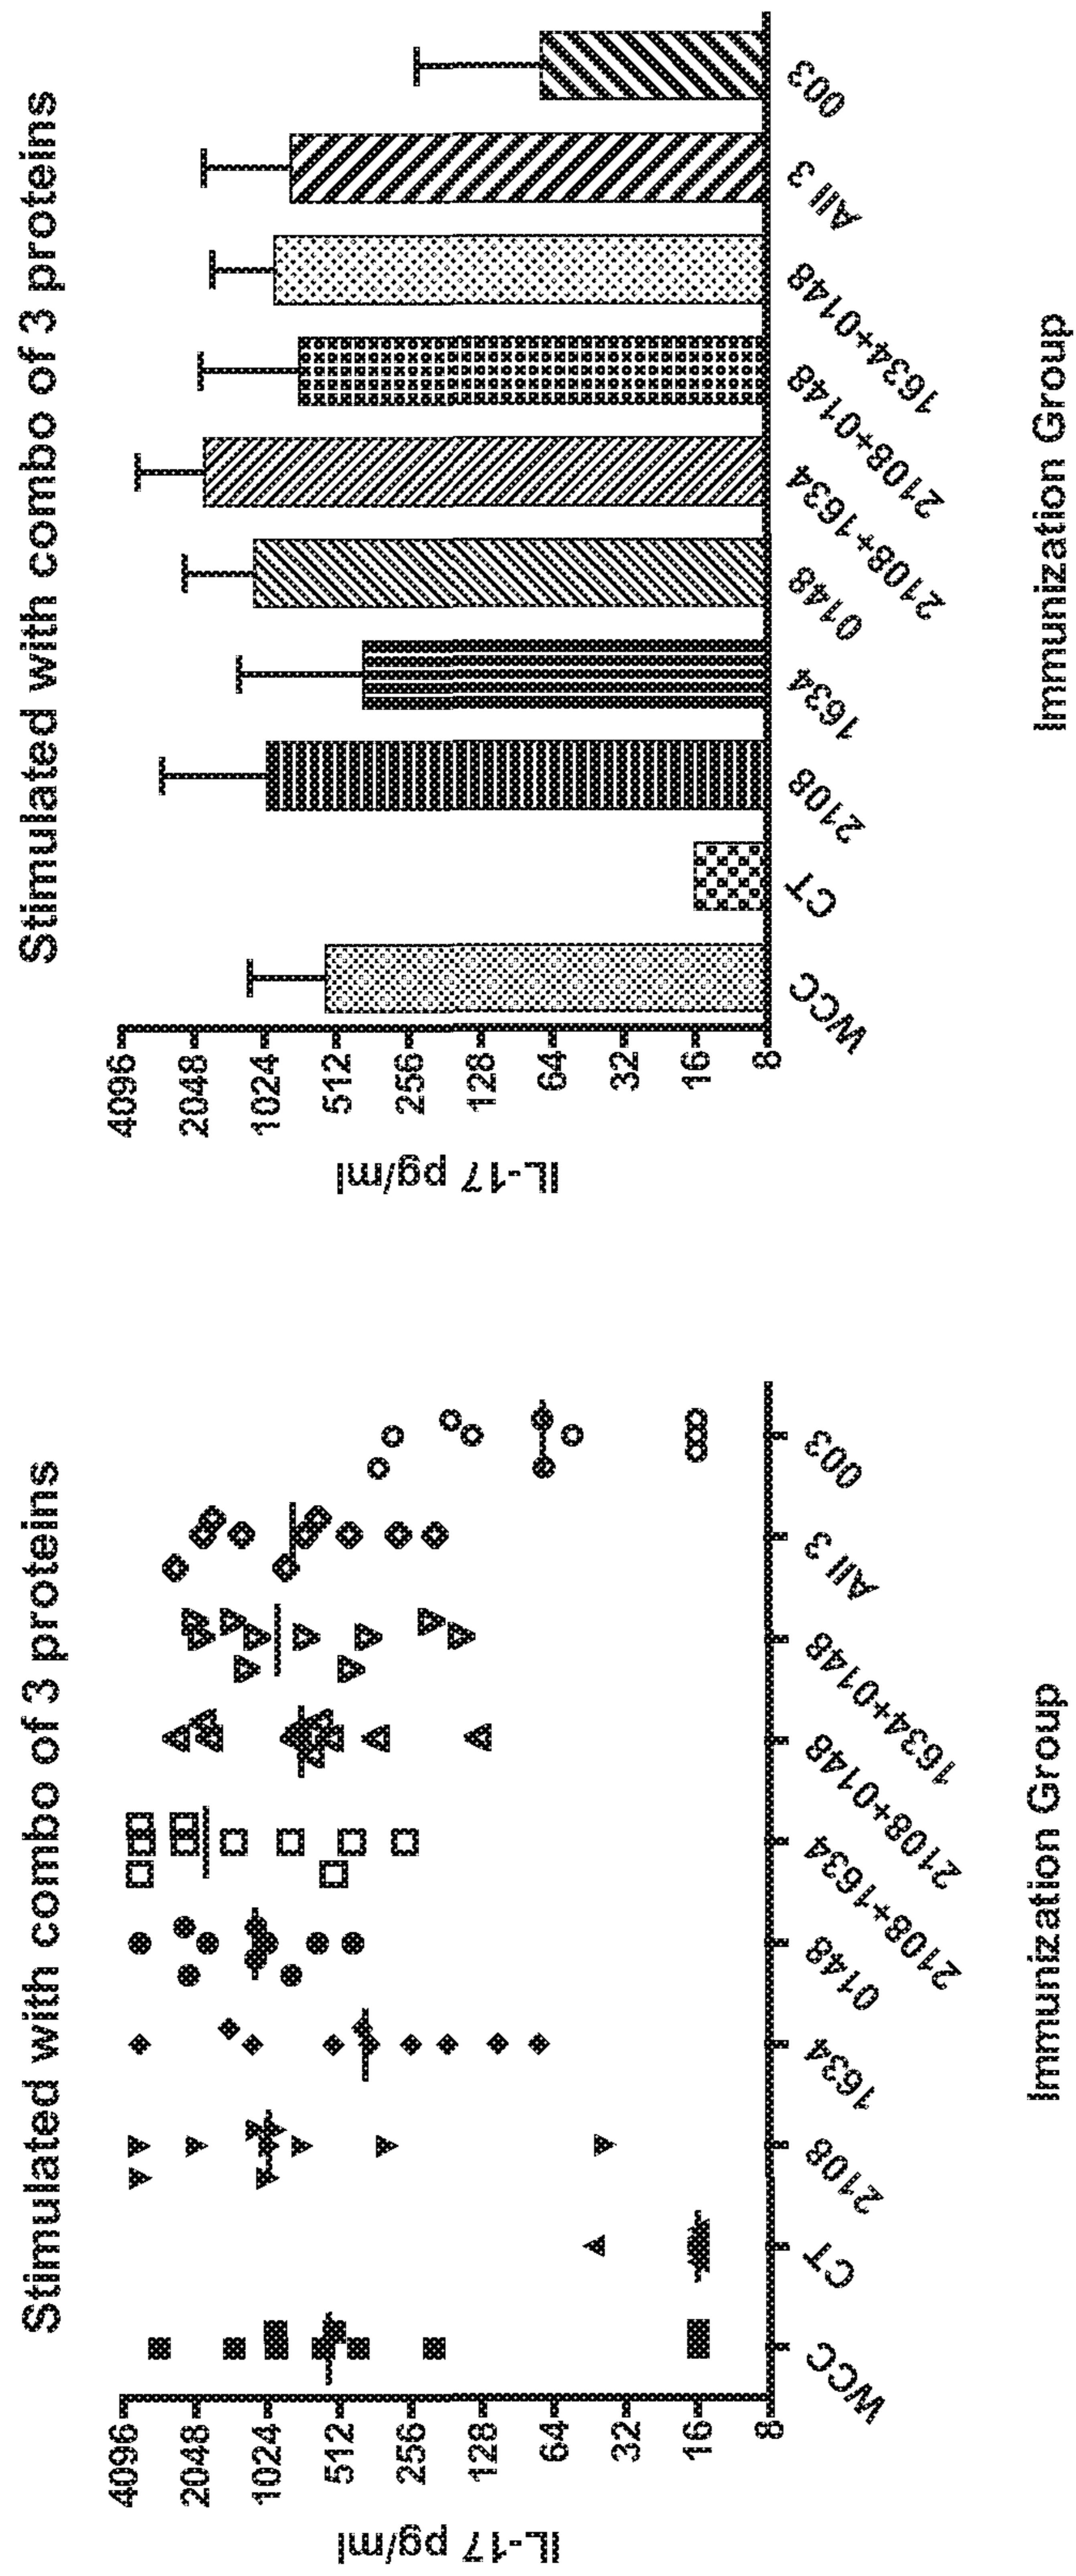 Stimulated with combo of 3 proteins
IL-17 pg/ml
4096
2048
1024
512
256
128
64
32
16
8
WCC
CT
2108
1634
0148
2108+1634
2108+0148
1634+0148
All 3
003
Immunization Group
Stimulated with combo of 3 proteins
IL-17 pg/ml
4096
2048
1024
512
256
128
64
32
16
8
WCC
CT
2108
1634
0148
2108+1634
2108+0148
1634+0148
All 3
003
Immunization Group